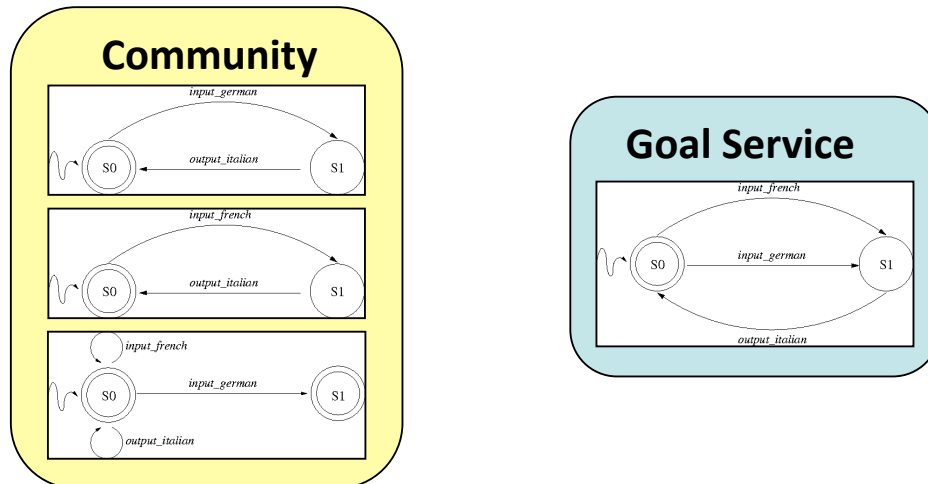 Community
input_german
S0
output_italian
S1
input_french
S0
output_italian
S1
input_french
S0
input_german
S1
output_italian
Goal Service
input_french
S0
input_german
S1
output_italian